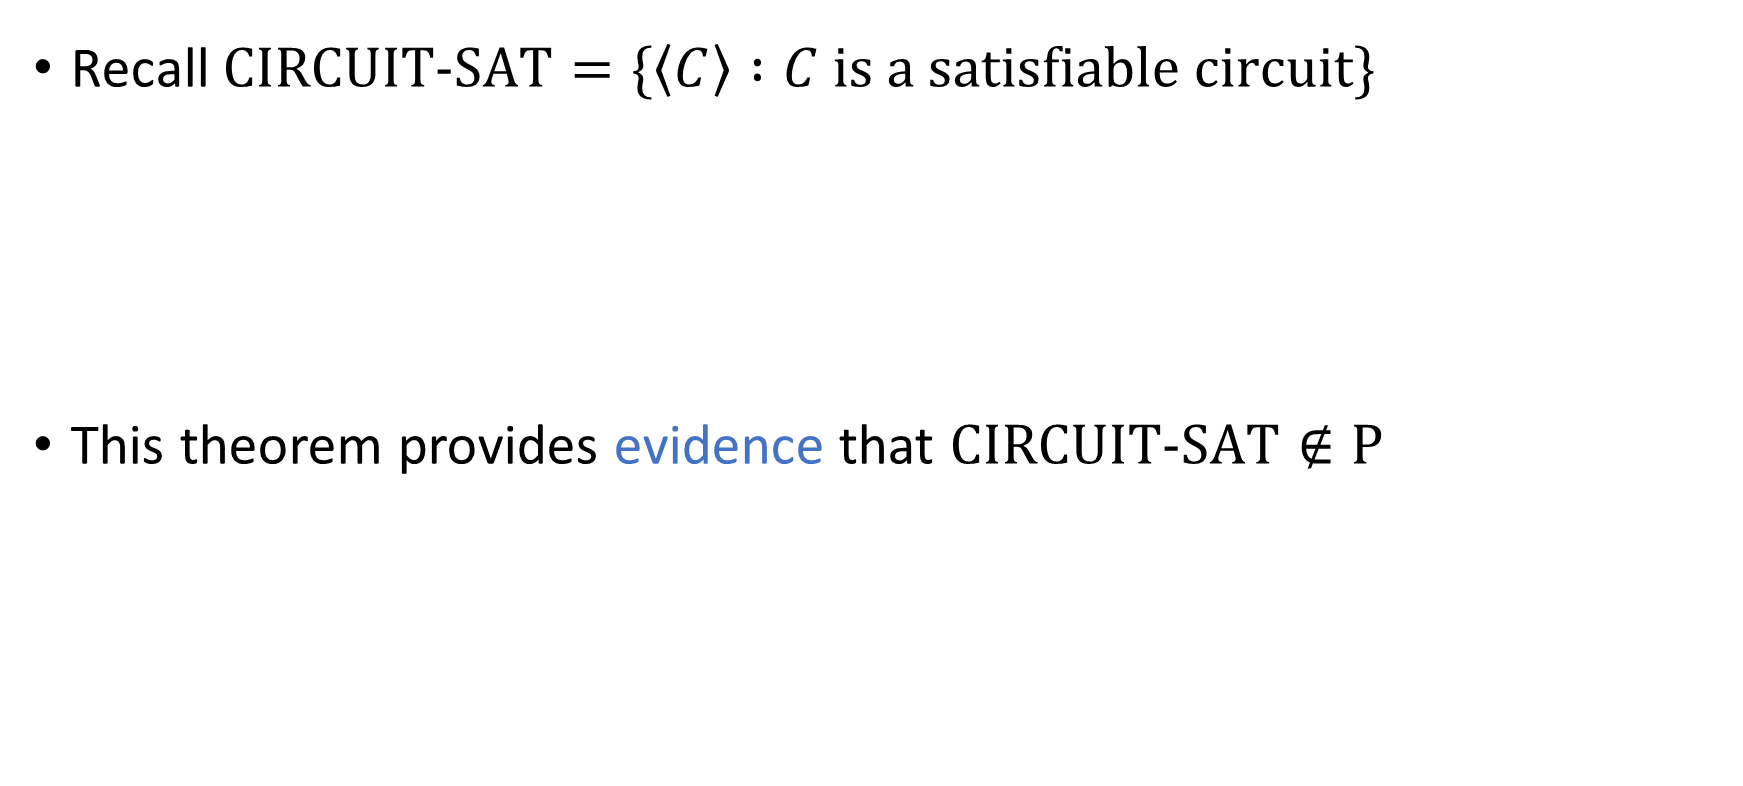 • Recall CIRCUIT-SAT = {⟨C⟩ : C is a satisfiable circuit}
• This theorem provides evidence that CIRCUIT-SAT ∉ P